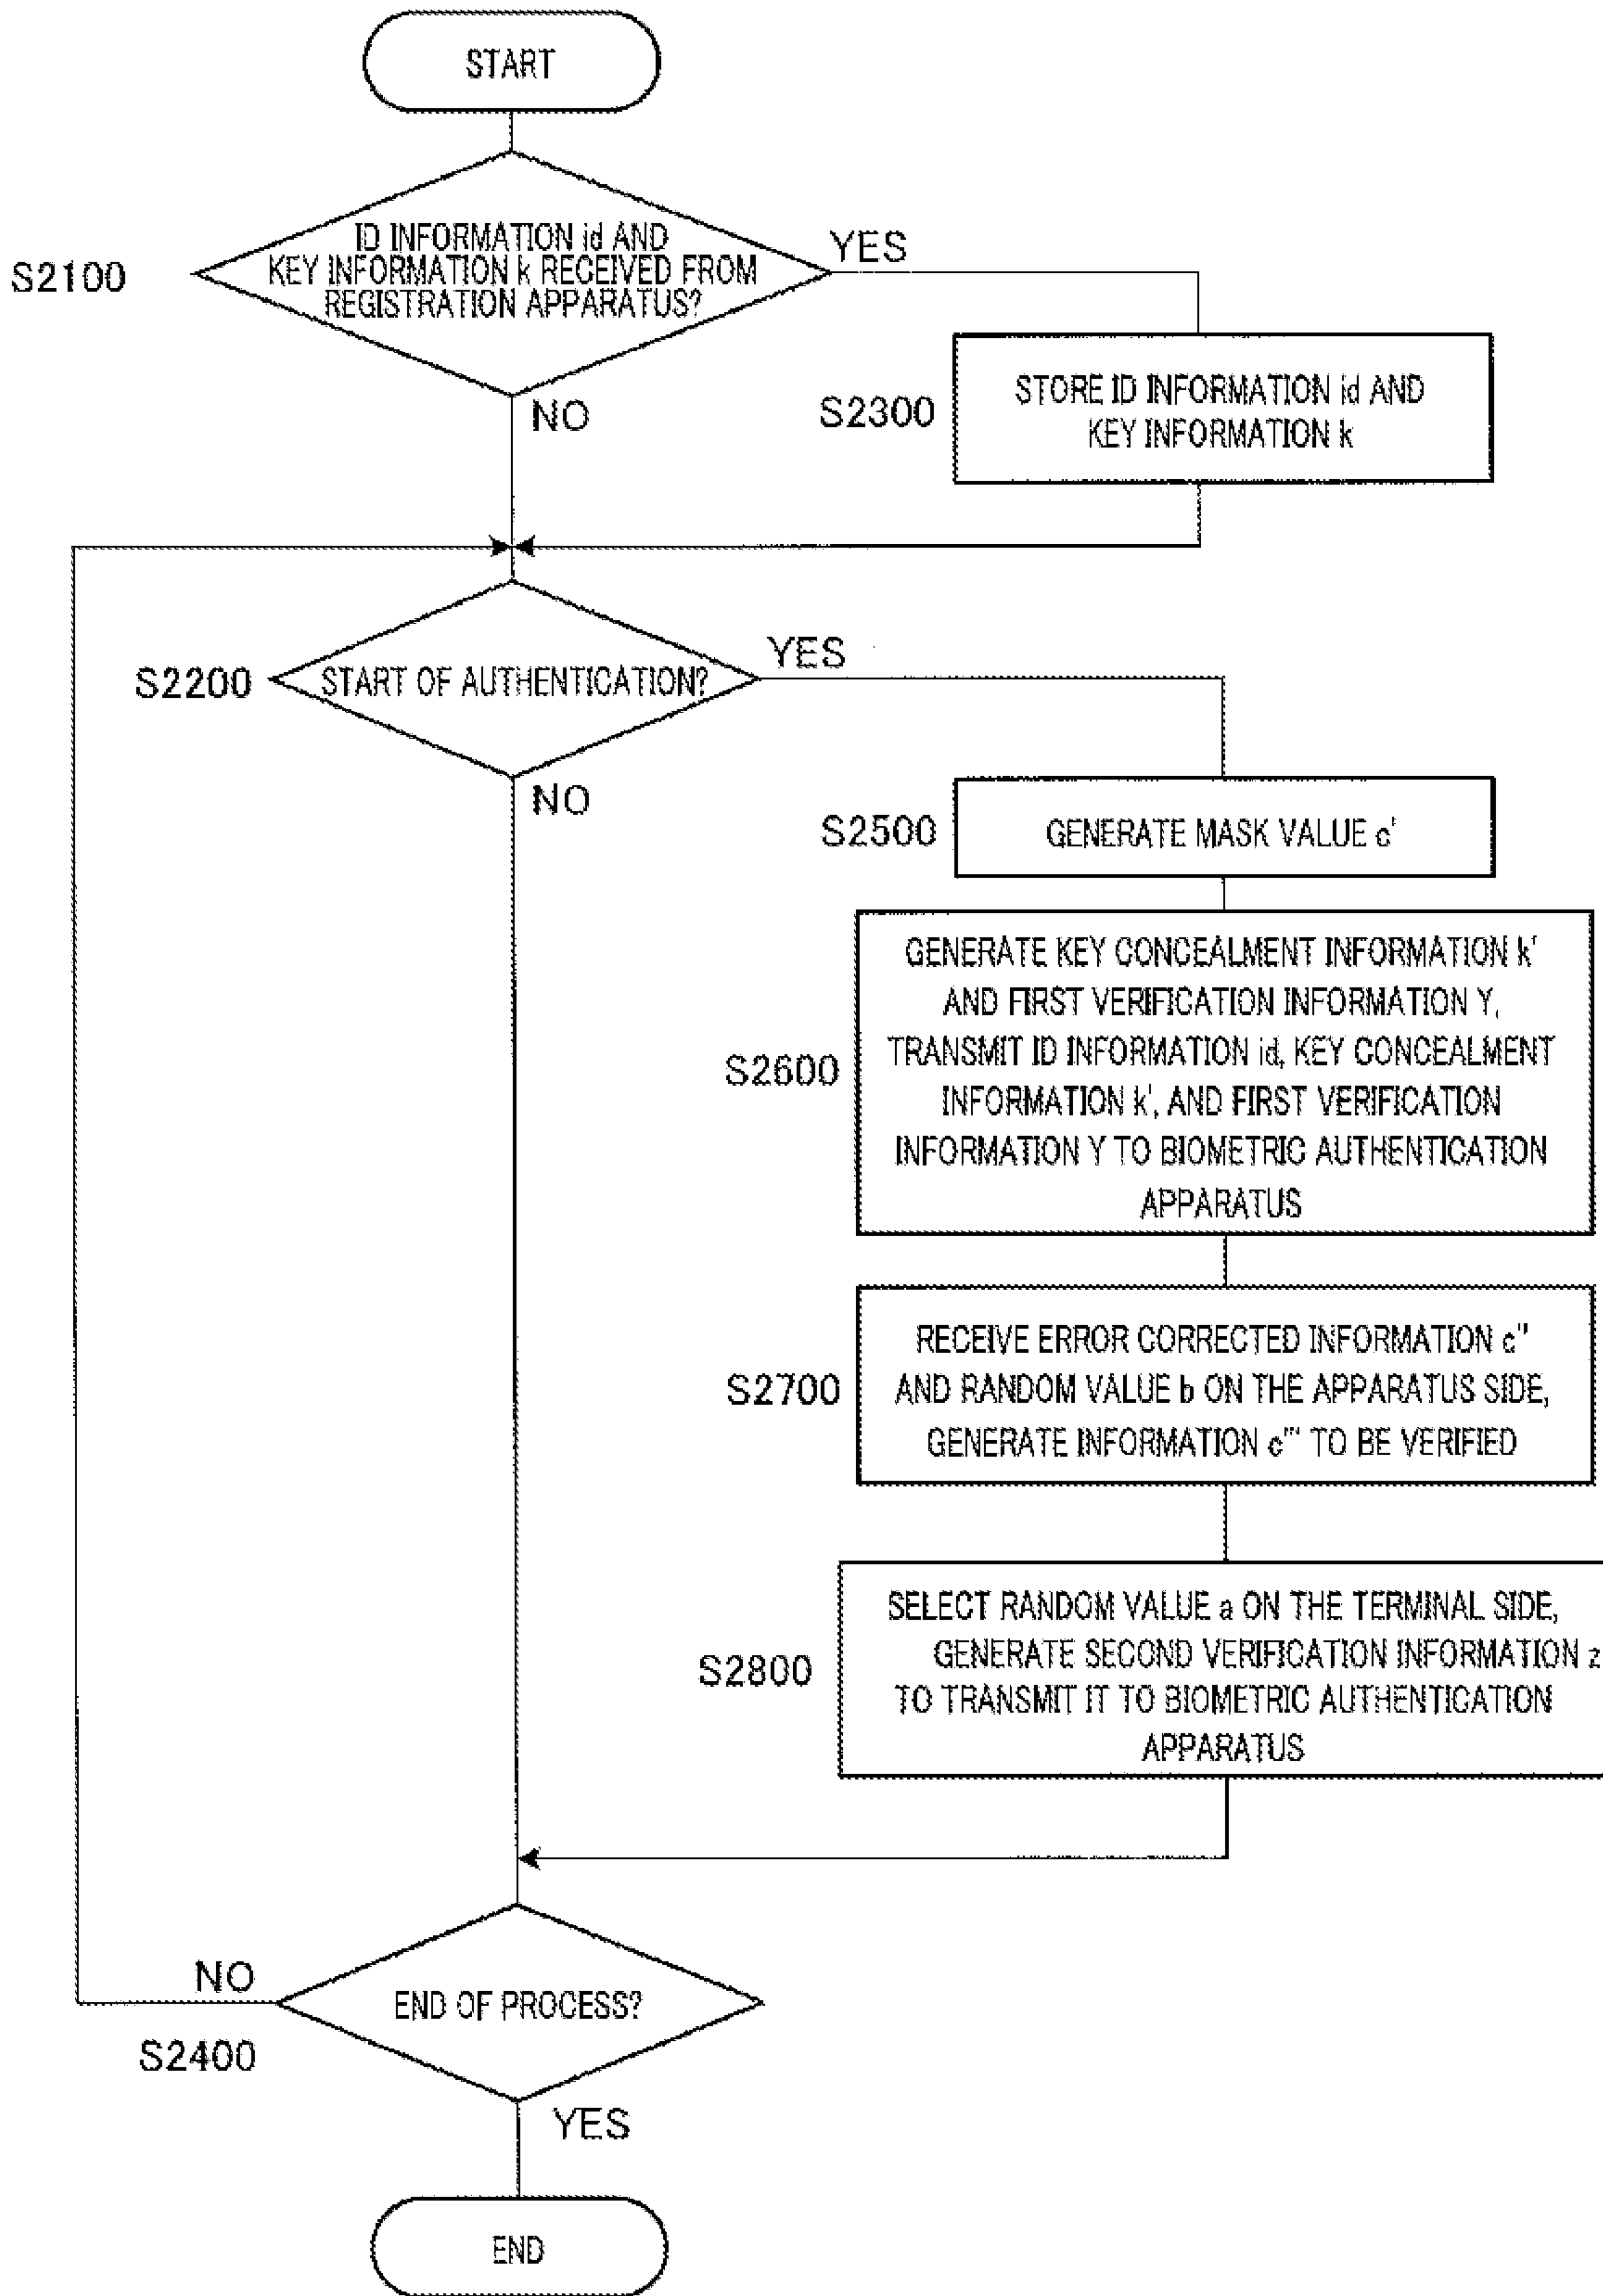 START
ID INFORMATION id AND
KEY INFORMATION k RECEIVED FROM
REGISTRATION APPARATUS?
S2100
YES
NO
S2300
STORE ID INFORMATION id AND
KEY INFORMATION k
S2200
START OF AUTHENTICATION?
YES
NO
S2500
GENERATE MASK VALUE c'
S2600
GENERATE KEY CONCEALMENT INFORMATION k'
AND FIRST VERIFICATION INFORMATION Y,
TRANSMIT ID INFORMATION id, KEY CONCEALMENT
INFORMATION k', AND FIRST VERIFICATION
INFORMATION Y TO BIOMETRIC AUTHENTICATION
APPARATUS
S2700
RECEIVE ERROR CORRECTED INFORMATION c''
AND RANDOM VALUE b ON THE APPARATUS SIDE,
GENERATE INFORMATION c''' TO BE VERIFIED
S2800
SELECT RANDOM VALUE a ON THE TERMINAL SIDE,
GENERATE SECOND VERIFICATION INFORMATION z
TO TRANSMIT IT TO BIOMETRIC AUTHENTICATION
APPARATUS
NO
END OF PROCESS?
S2400
YES
END